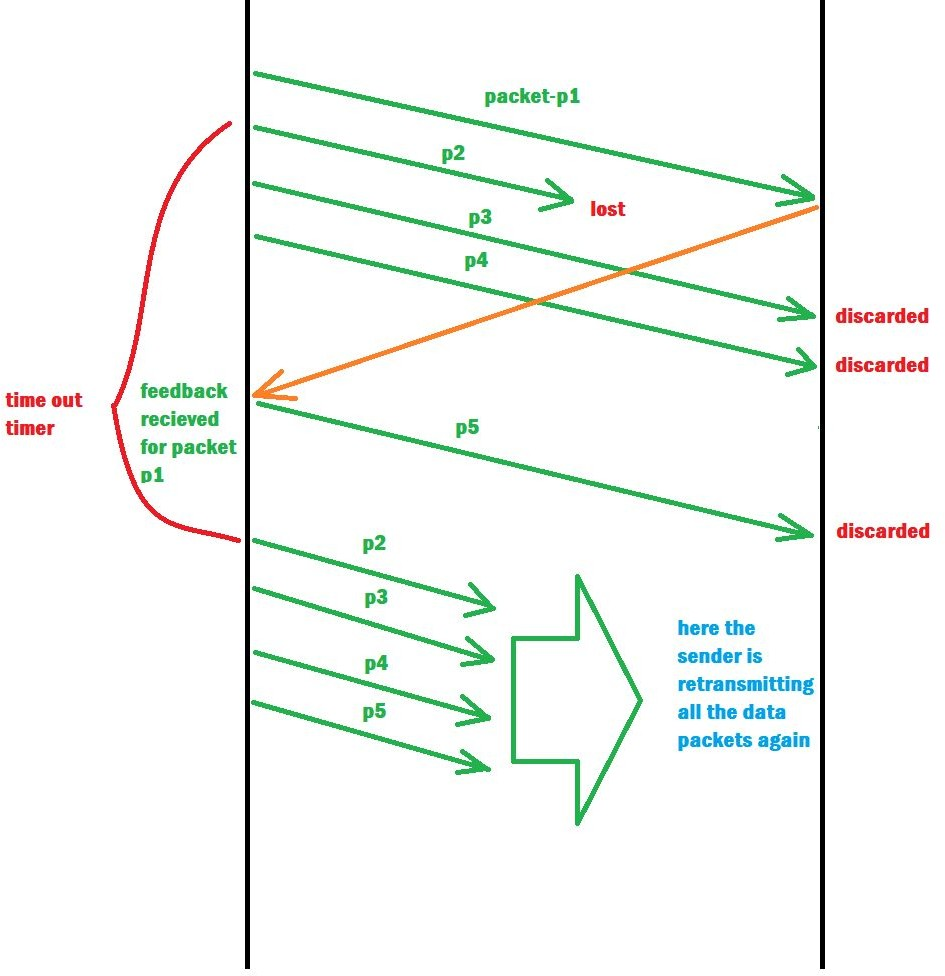 packet-p1
p2
lost
p3
p4
discarded
discarded
time out
timer
feedback
recieved
for packet
p1
p5
discarded
p2
p3
p4
p5
here the
sender is
retransmitting
all the data
packets again